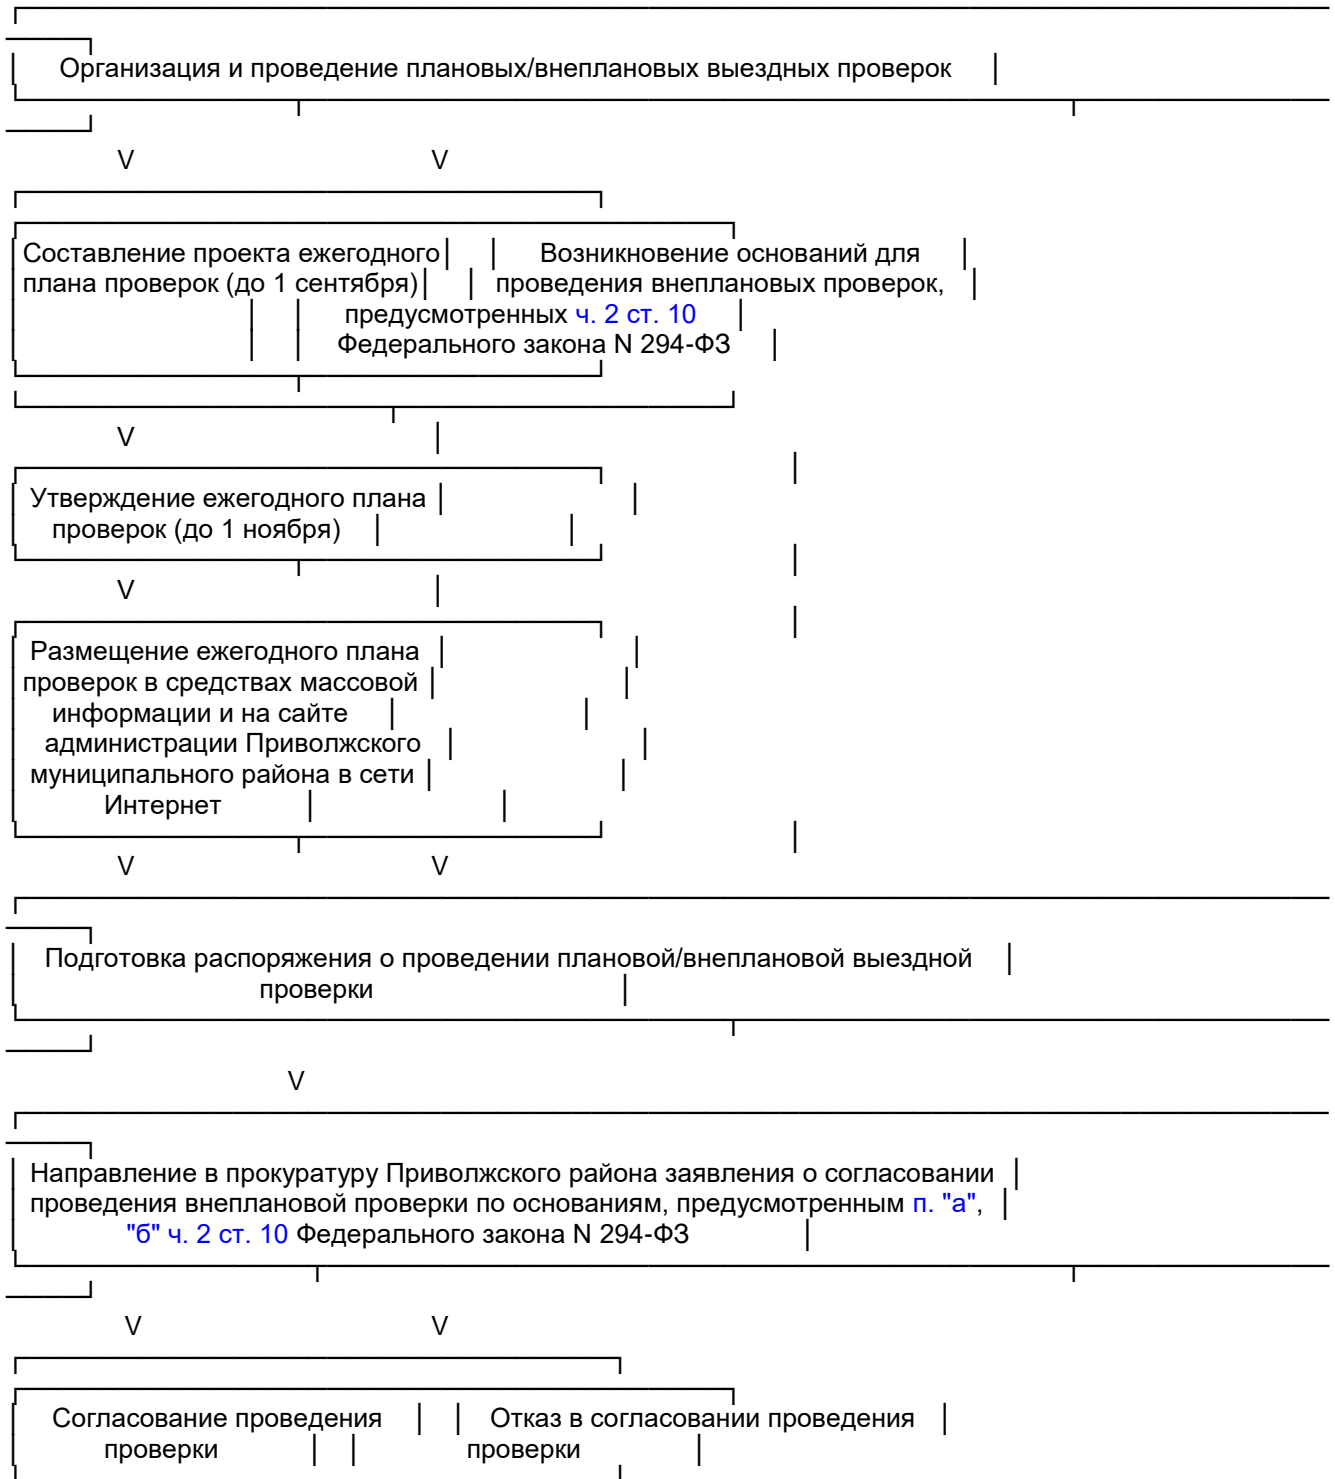 Организация и проведение плановых/внеплановых выездных проверок
V V
Составление проекта ежегодного Возникновение оснований для
плана проверок (до 1 сентября) проведения внеплановых проверок,
предусмотренных ч. 2 ст. 10
Федерального закона N 294-ФЗ
V
Утверждение ежегодного плана
проверок (до 1 ноября)
V
Размещение ежегодного плана
проверок в средствах массовой
информации и на сайте
администрации Приволжского
муниципального района в сети
Интернет
V V
Подготовка распоряжения о проведении плановой/внеплановой выездной
проверки
V
Направление в прокуратуру Приволжского района заявления о согласовании
проведения внеплановой проверки по основаниям, предусмотренным п. "а",
"б" ч. 2 ст. 10 Федерального закона N 294-ФЗ
V V
Согласование проведения Отказ в согласовании проведения
проверки проверки